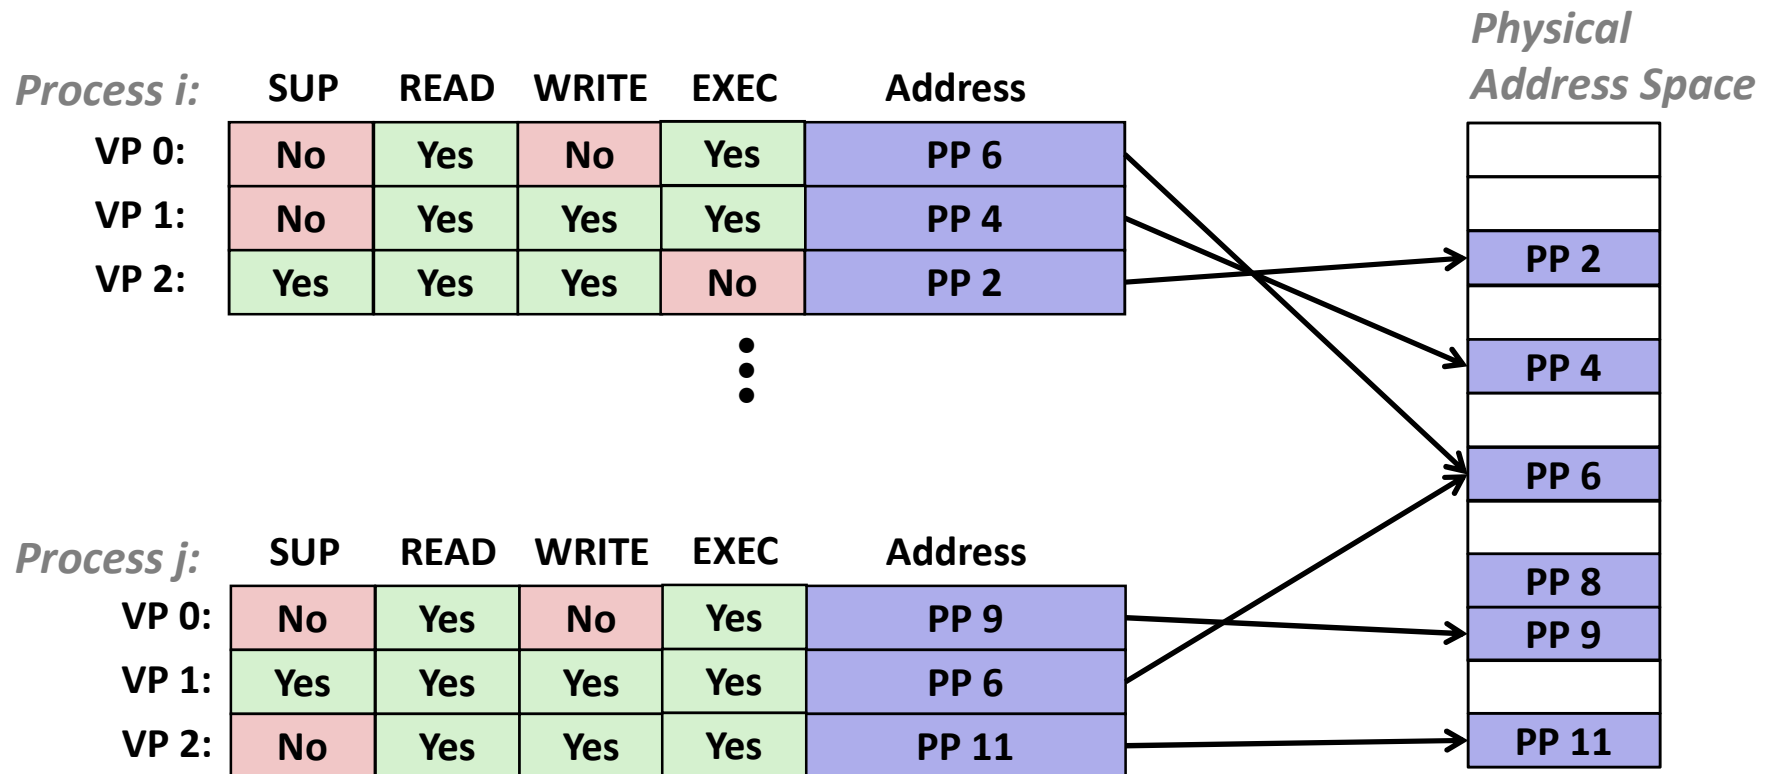 Physical
Address Space
Process i: SUP READ WRITE EXEC Address
VP 0: No Yes No Yes PP 6
VP 1: No Yes Yes Yes PP 4
VP 2: Yes Yes Yes No PP 2
PP 2
PP 4
PP 6
PP 8
PP 9
PP 11
Process j: SUP READ WRITE EXEC Address
VP 0: No Yes No Yes PP 9
VP 1: Yes Yes Yes Yes PP 6
VP 2: No Yes Yes Yes PP 11